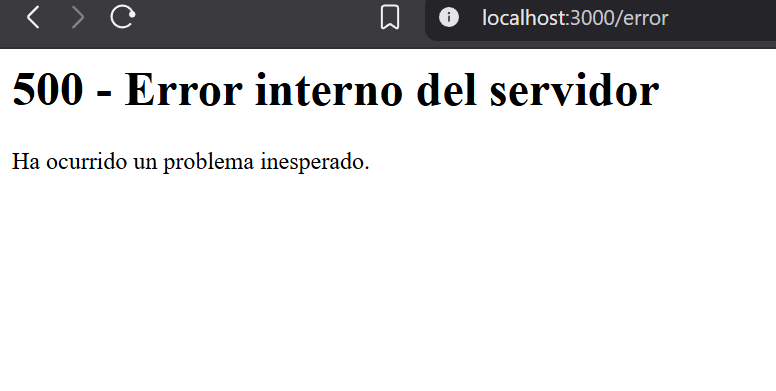 localhost:3000/error
500 - Error interno del servidor
Ha ocurrido un problema inesperado.